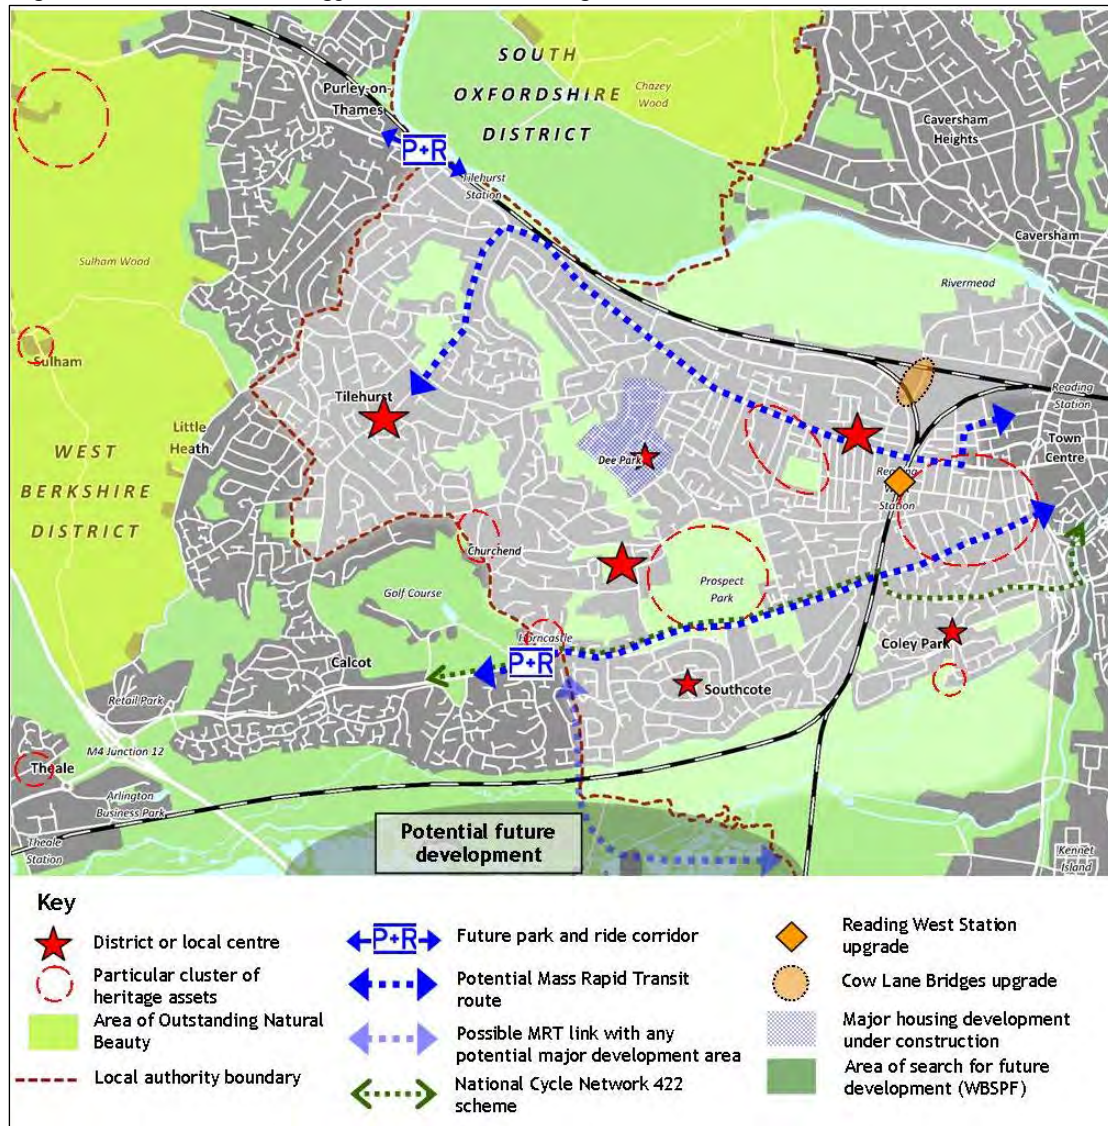 SOUTH
OXFORDSHIRE
DISTRICT
Chazey
Wood
Purley-on-
Thames
Caversham
Heights
P+R
Tilehurst
Station
Caversham
Sulham Wood
Rivermead
Sulham
Tilehurst
Reading
Station
Little
Heath
Town
Centre
WEST
BERKSHIRE
DISTRICT
Dee Park
Station
Churchend
Prospect
Park
Golf Course
Horncastle
P+R
Calcot
Coley Park
Southcote
Retail Park
M4 Junction 12
Theale
Arlington
Business Park
Theale
Station
Potential future
development
Kennet
Island
Key
District or local centre
Particular cluster of
heritage assets
Area of Outstanding Natural
Beauty
Local authority boundary
P+R
Future park and ride corridor
Potential Mass Rapid Transit
route
Possible MRT link with any
potential major development area
National Cycle Network 422
scheme
Reading West Station
upgrade
Cow Lane Bridges upgrade
Major housing development
under construction
Area of search for future
development (WBSPF)